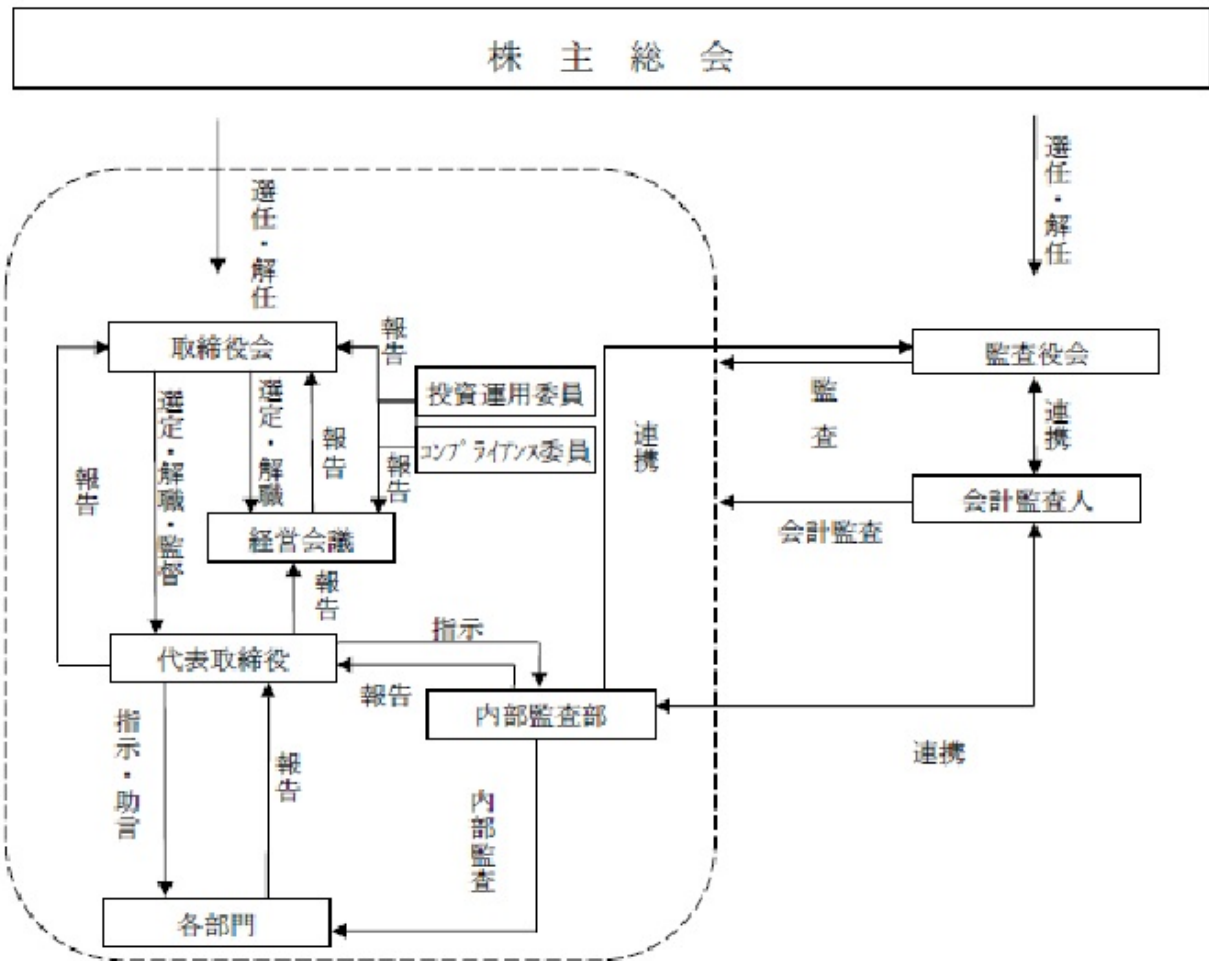 株主総会
選任・解任
選任・解任
取締役会
報告
監査役会
投資運用委員
監査
連携
選定・解職・監督
選定・解職
報告
コンプライアンス委員
連携
報告
報告
会計監査人
経営会議
会計監査
報告
指示
代表取締役
報告
内部監査部
連携
指示・助言
報告
内部監査
各部門